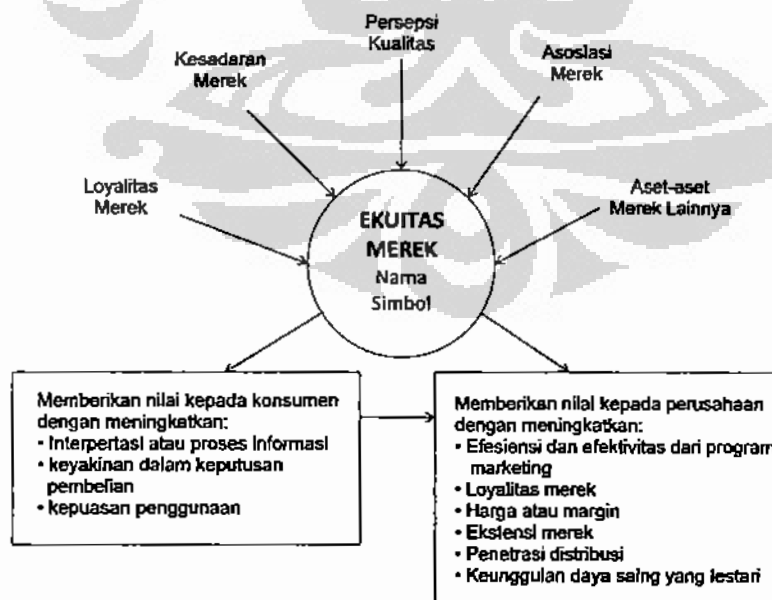 Persepsi
Kualitas
Kesadaran
Merek
Asosiasi
Merek
Loyalitas
Merek
Aset-aset
Merek Lainnya
EKUITAS
MEREK
Nama
Simbol
Memberikan nilai kepada konsumen
dengan meningkatkan:
• Interpertasi atau proses Informasi
• keyakinan dalam keputusan
pembelian
• kepuasan penggunaan
Memberikan nilai kepada perusahaan
dengan meningkatkan:
• Efesiensi dan efektivitas dari program
marketing
• Loyalitas merek
• Harga atau margin
• Ekstensi merek
• Penetrasi distribusi
• Keunggulan daya saing yang lestari